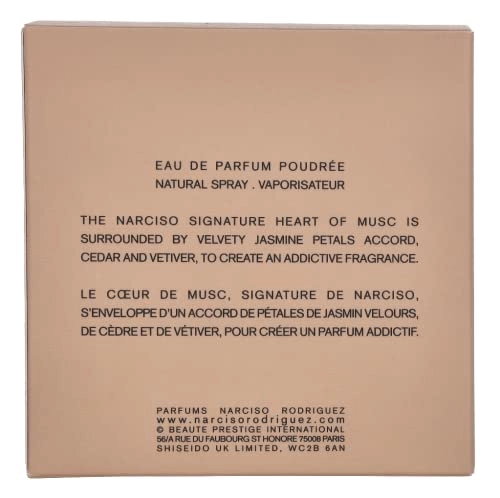 EAU DE PARFUM POUDRÉE
NATURAL SPRAY . VAPORISATEUR
THE NARCISO SIGNATURE HEART OF MUSC IS
SURROUNDED BY VELVETY JASMINE PETALS ACCORD,
CEDAR AND VETIVER, TO CREATE AN ADDICTIVE FRAGRANCE.
LE CŒUR DE MUSC, SIGNATURE DE NARCISO,
S'ENVELOPPE D'UN ACCORD DE PÉTALES DE JASMIN VELOURS,
DE CÈDRE ET DE VÉTIVER, POUR CRÉER UN PARFUM ADDICTIF.
PARFUMS NARCISO RODRIGUEZ
www.narcisorodriguez.com
© BEAUTE PRESTIGE INTERNATIONAL
56/A RUE DU FAUBOURG ST HONORE 75008 PARIS
SHISEIDO UK LIMITED, WC2B 6AN